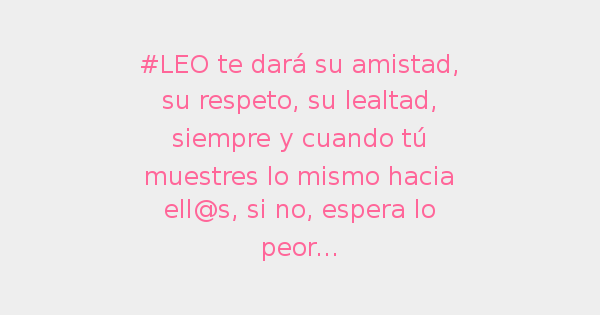 #LEO te dará su amistad,
su respeto, su lealtad,
siempre y cuando tú
muestres lo mismo hacia
ell@s, si no, espera lo
peor...